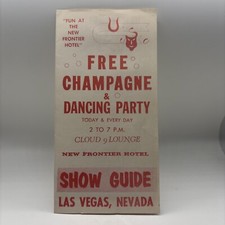 "FUN AT
THE
NEW
FRONTIER
HOTEL"
FREE
CHAMPAGNE
&
DANCING PARTY
TODAY & EVERY DAY
2 TO 7 P.M.
CLOUD 9 LOUNGE
NEW FRONTIER HOTEL
SHOW GUIDE
LAS VEGAS, NEVADA